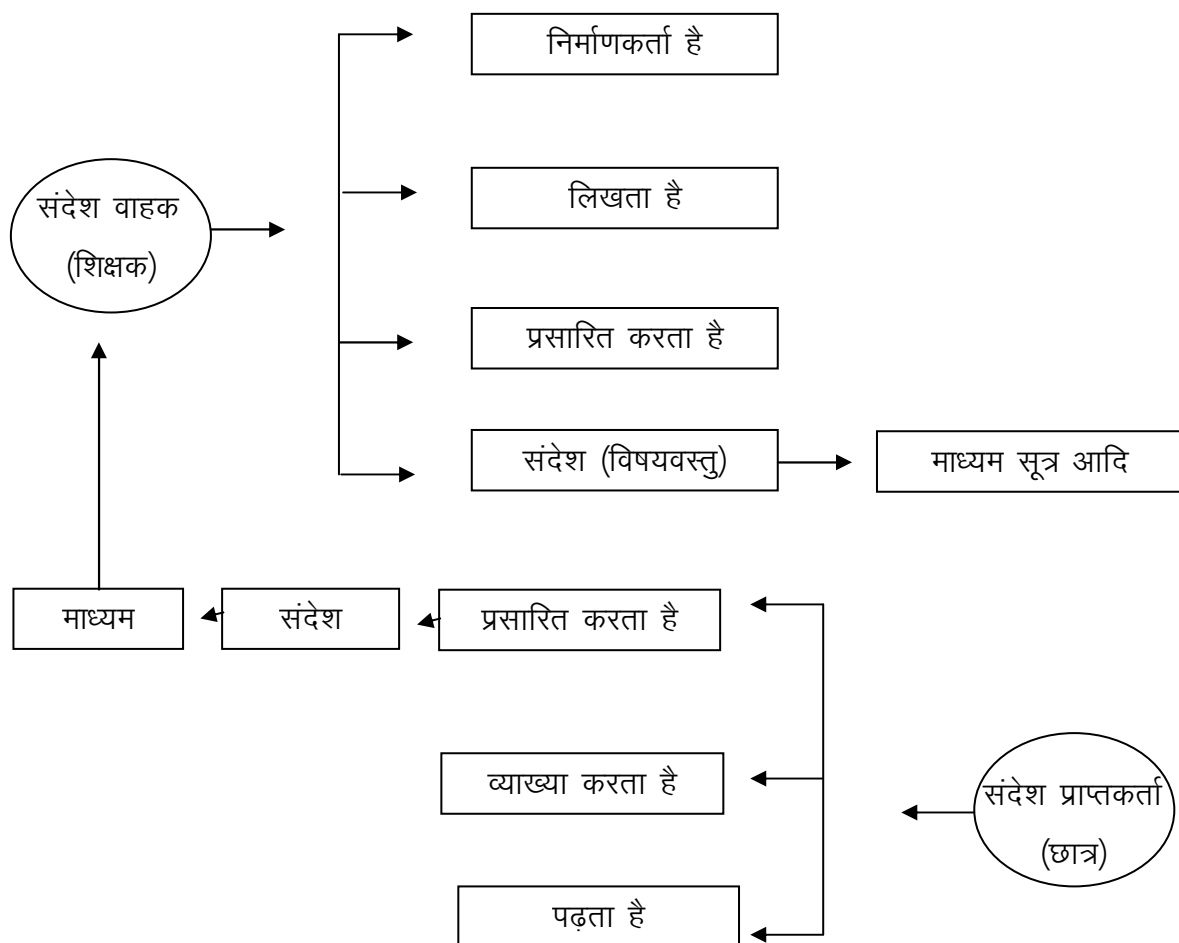 निर्माणकर्ता है
लिखता है
संदेश वाहक
(शिक्षक)
प्रसारित करता है
संदेश (विषयवस्तु)
माध्यम सूत्र आदि
माध्यम
संदेश
प्रसारित करता है
व्याख्या करता है
संदेश प्राप्तकर्ता
(छात्र)
पढ़ता है